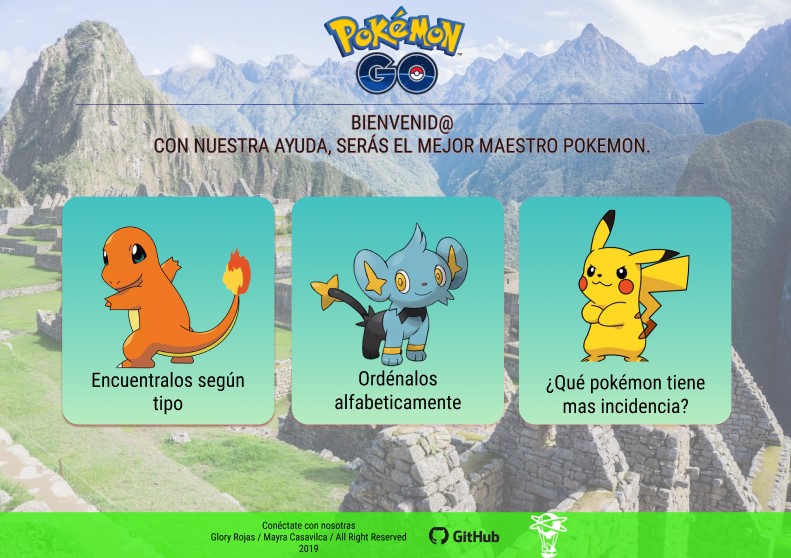 POKéMON
GO
BIENVENID@
CON NUESTRA AYUDA, SERÁS EL MEJOR MAESTRO POKEMON.
Encuentralos según
tipo
Ordénalos
alfabeticamente
¿Qué pokémon tiene
mas incidencia?
Conéctate con nosotras
Glory Rojas / Mayra Casavilca / All Right Reserved
2019
GitHub